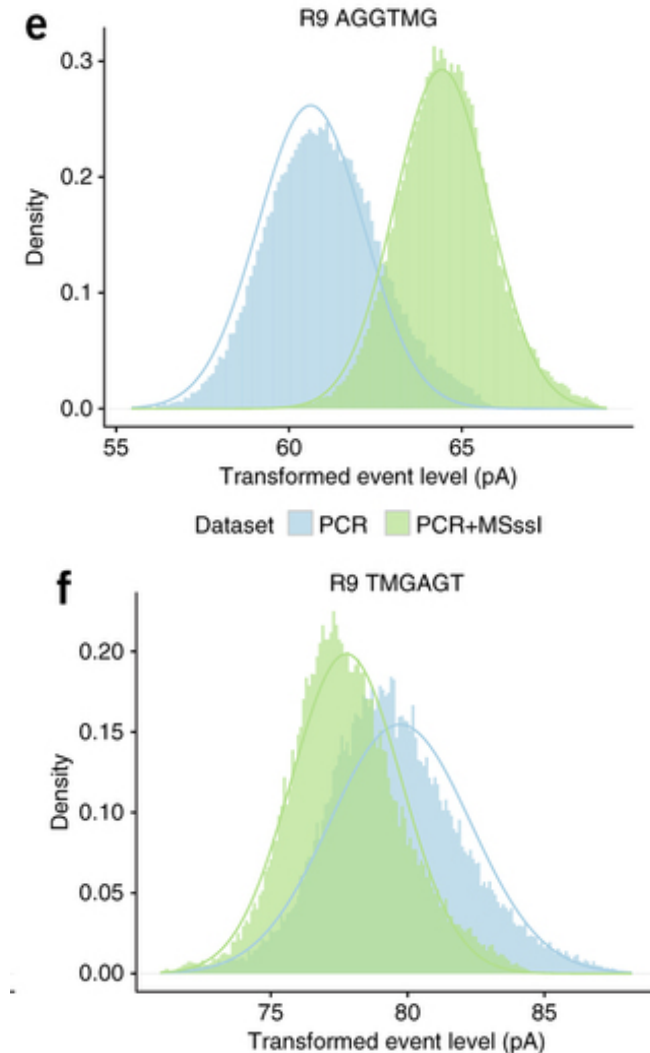 e
R9 AGGTMG
0.3
0.2
0.1
0.0
Density
55 60 65
Transformed event level (pA)
Dataset PCR PCR+MSssI
f
R9 TMGAGT
0.20
0.15
0.10
0.05
0.00
Density
75 80 85
Transformed event level (pA)